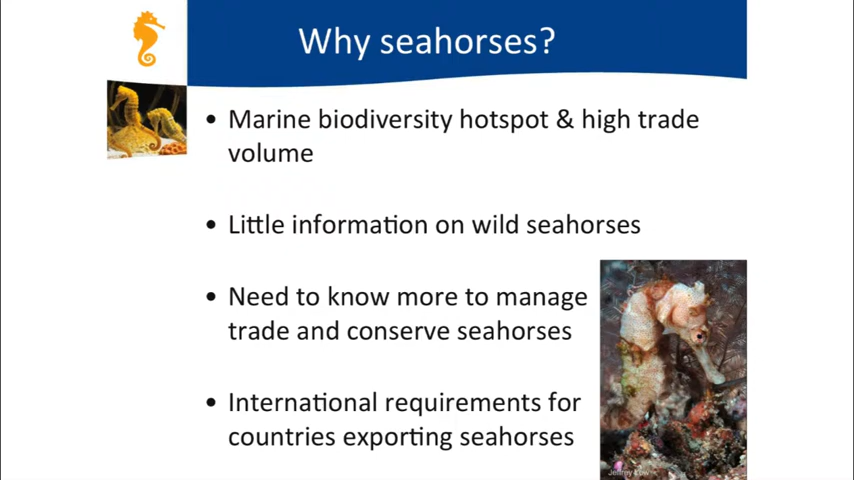 Why seahorses?
• Marine biodiversity hotspot & high trade
volume
• Little information on wild seahorses
• Need to know more to manage
trade and conserve seahorses
• International requirements for
countries exporting seahorses